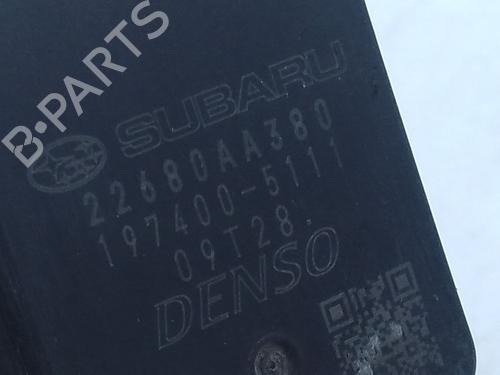 B·PARTS
SUBARU
22680AA380
197400-5111
09T28
DENSO